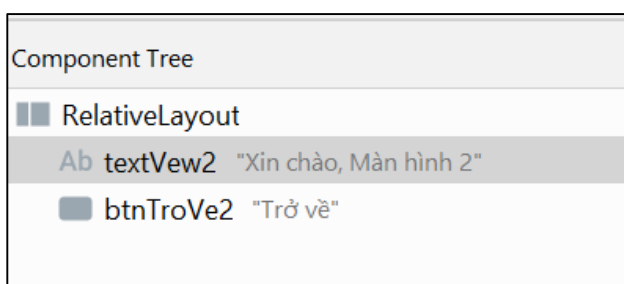 Component Tree
RelativeLayout
Ab textVew2 "Xin chào, Màn hình 2"
btnTroVe2 "Trở về"